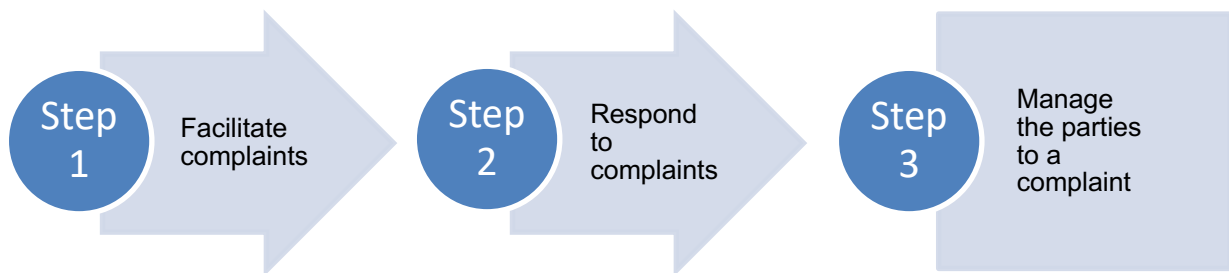 Step
1
Facilitate
complaints
Step
2
Respond
to
complaints
Step
3
Manage
the parties
to a
complaint